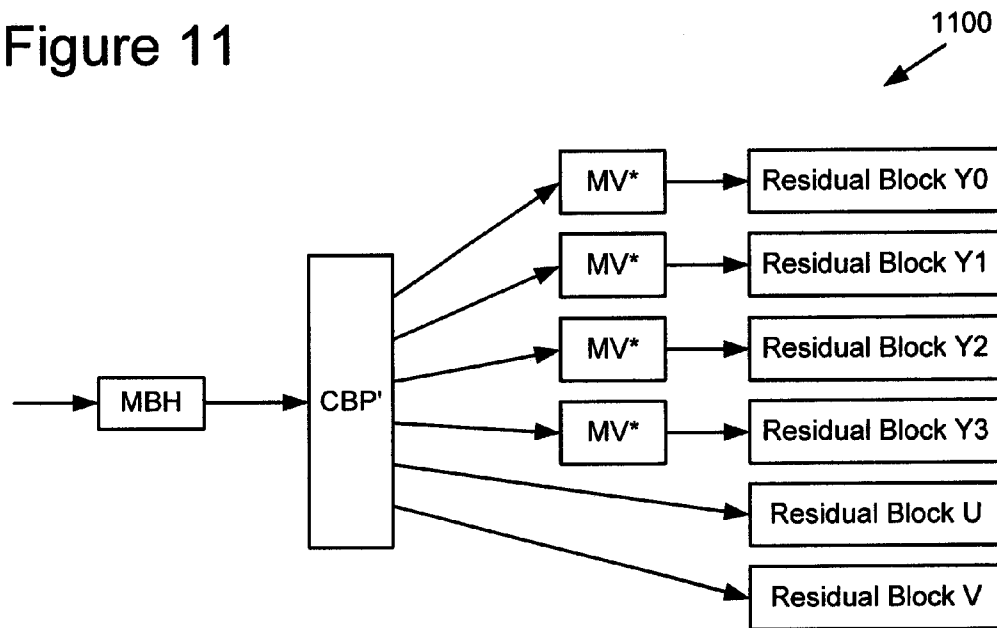 Figure 11
1100
MV*
Residual Block Y0
MV*
Residual Block Y1
MV*
Residual Block Y2
MBH
CBP'
MV*
Residual Block Y3
Residual Block U
Residual Block V